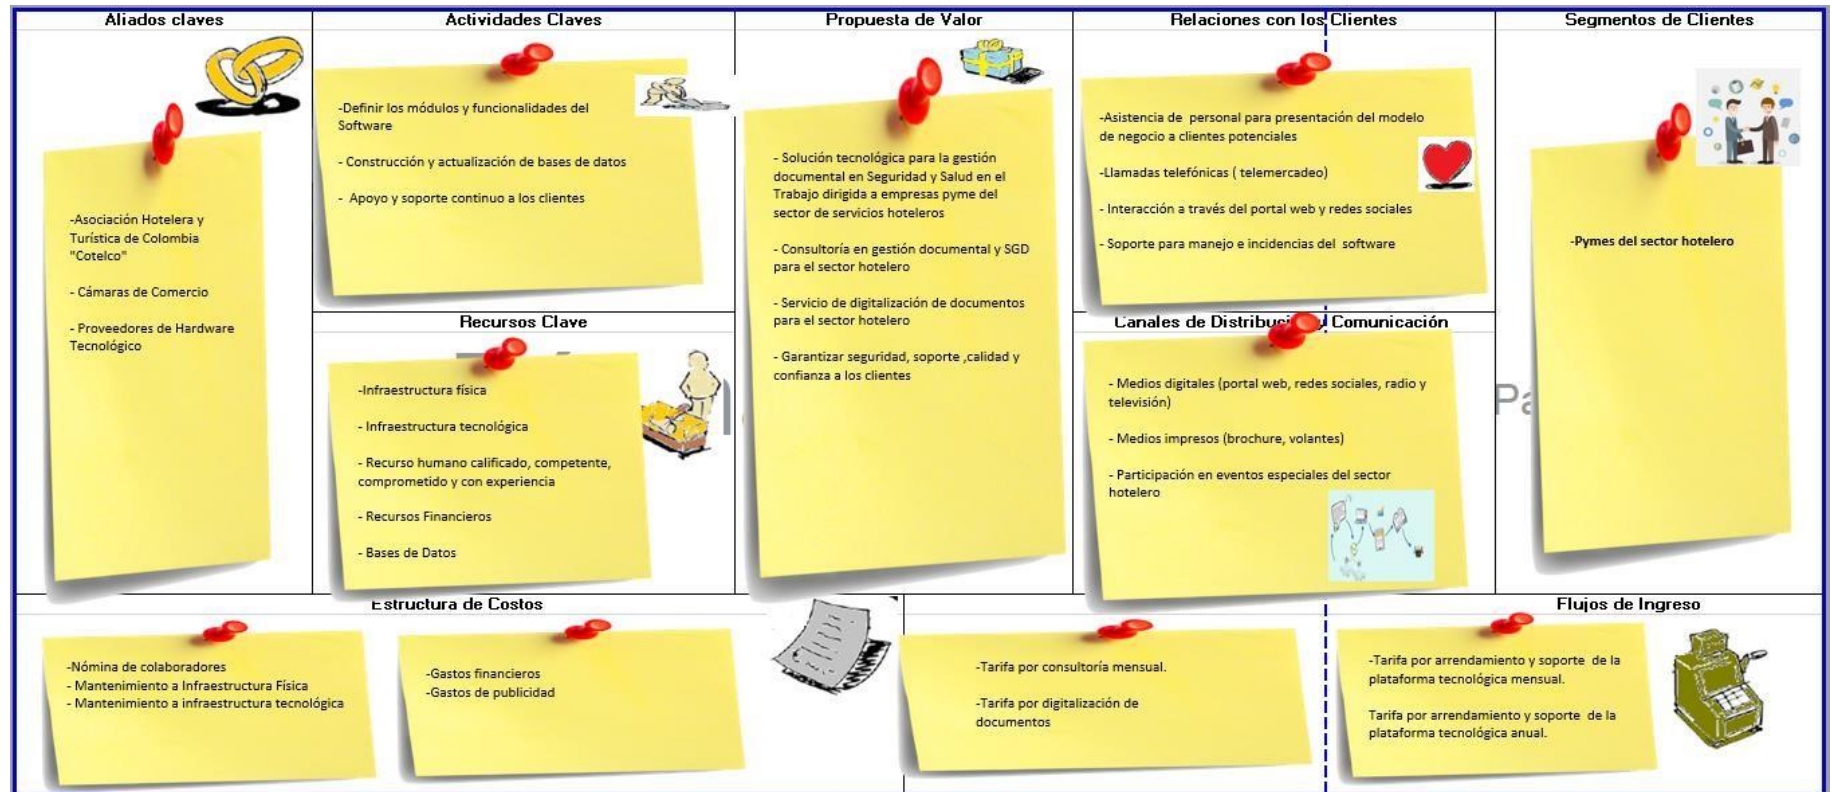 Aliados claves
-Asociación Hotelera y
Turística de Colombia
"Cotelco"
- Cámaras de Comercio
- Proveedores de Hardware
Tecnológico
Actividades Claves
-Definir los módulos y funcionalidades del
Software
- Construcción y actualización de bases de datos
- Apoyo y soporte continuo a los clientes
Recursos Clave
-Infraestructura física
- Infraestructura tecnológica
- Recurso humano calificado, competente,
comprometido y con experiencia
- Recursos Financieros
- Bases de Datos
Propuesta de Valor
- Solución tecnológica para la gestión
documental en Seguridad y Salud en el
Trabajo dirigida a empresas pyme del
sector de servicios hoteleros
- Consultoría en gestión documental y SGD
para el sector hotelero
- Servicio de digitalización de documentos
para el sector hotelero
- Garantizar seguridad, soporte ,calidad y
confianza a los clientes
Relaciones con los Clientes
-Asistencia de personal para presentación del modelo
de negocio a clientes potenciales
-Llamadas telefónicas ( telemercadeo)
- Interacción a través del portal web y redes sociales
- Soporte para manejo e incidencias del software
Canales de Distribuc y Comunicación
- Medios digitales (portal web, redes sociales, radio y
televisión)
- Medios impresos (brochure, volantes)
- Participación en eventos especiales del sector
hotelero
Segmentos de Clientes
-Pymes del sector hotelero
Pa
Estructura de Costos
-Nómina de colaboradores
- Mantenimiento a Infraestructura Física
- Mantenimiento a infraestructura tecnológica
-Gastos financieros
-Gastos de publicidad
Flujos de Ingreso
-Tarifa por consultoría mensual.
-Tarifa por digitalización de
documentos
-Tarifa por arrendamiento y soporte de la
plataforma tecnológica mensual.
Tarifa por arrendamiento y soporte de la
plataforma tecnológica anual.